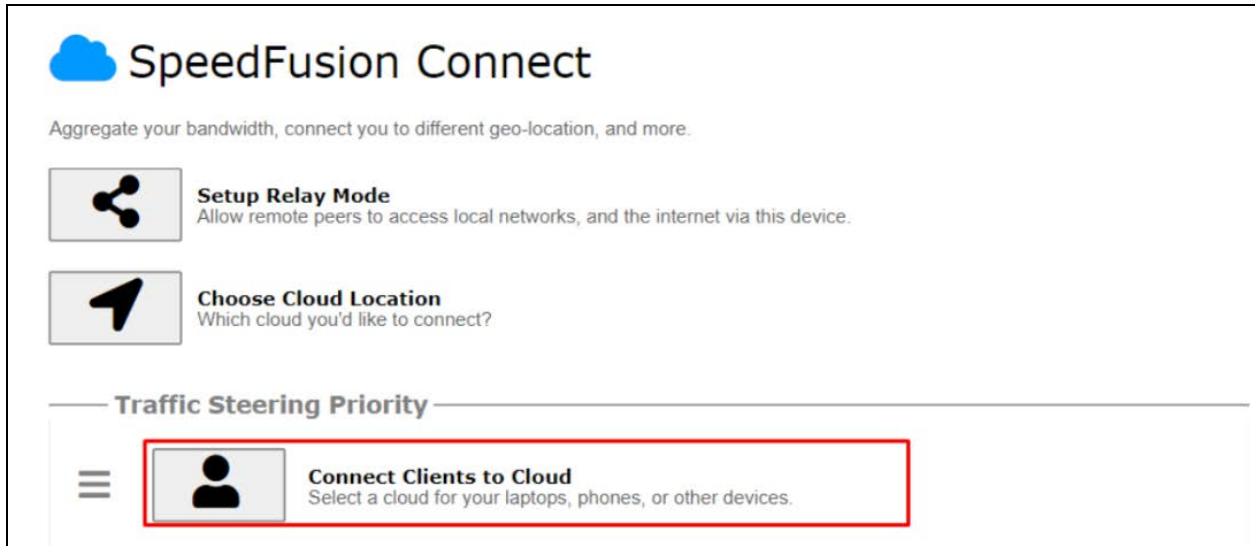 SpeedFusion Connect
Aggregate your bandwidth, connect you to different geo-location, and more.
Setup Relay Mode
Allow remote peers to access local networks, and the internet via this device.
Choose Cloud Location
Which cloud you'd like to connect?
Traffic Steering Priority
Connect Clients to Cloud
Select a cloud for your laptops, phones, or other devices.